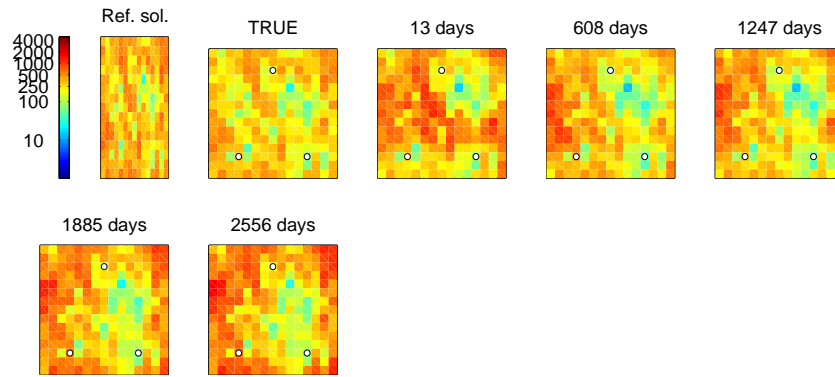 Ref. sol.
TRUE
13 days
608 days
1247 days
4000
2000
1000
500
250
100
10
1885 days
2556 days